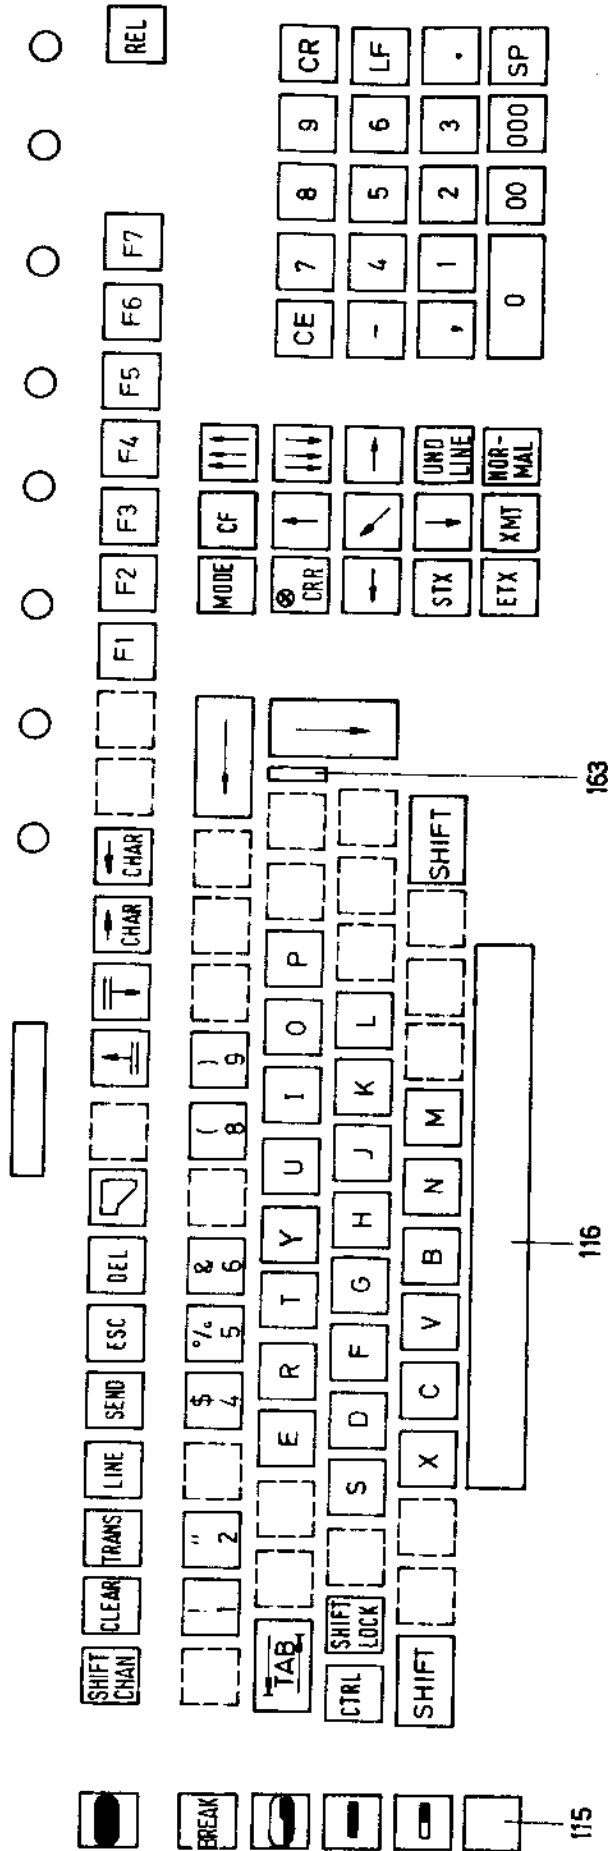 SHIFT
CHAN
CLEAR
TRANS
LINE
SEND
ESC
DEL
CHAR
CHAR
F1
F2
F3
F4
F5
F6
F7
REL
BREAK
! 1
" 2
$ 4
% 5
& 6
( 8
) 9
MODE
CF
TAB
E R T Y U I O P
CRR
CE 7 8 9 CR
CTRL
SHIFT
LOCK
S D F G H J K L
- 4 5 6 LF
SHIFT
X C V B N M
SHIFT
STX
UND
LINE
, 1 2 3 .
ETX
XMT
NOR-
MAL
0 00 000 SP
115
116
163